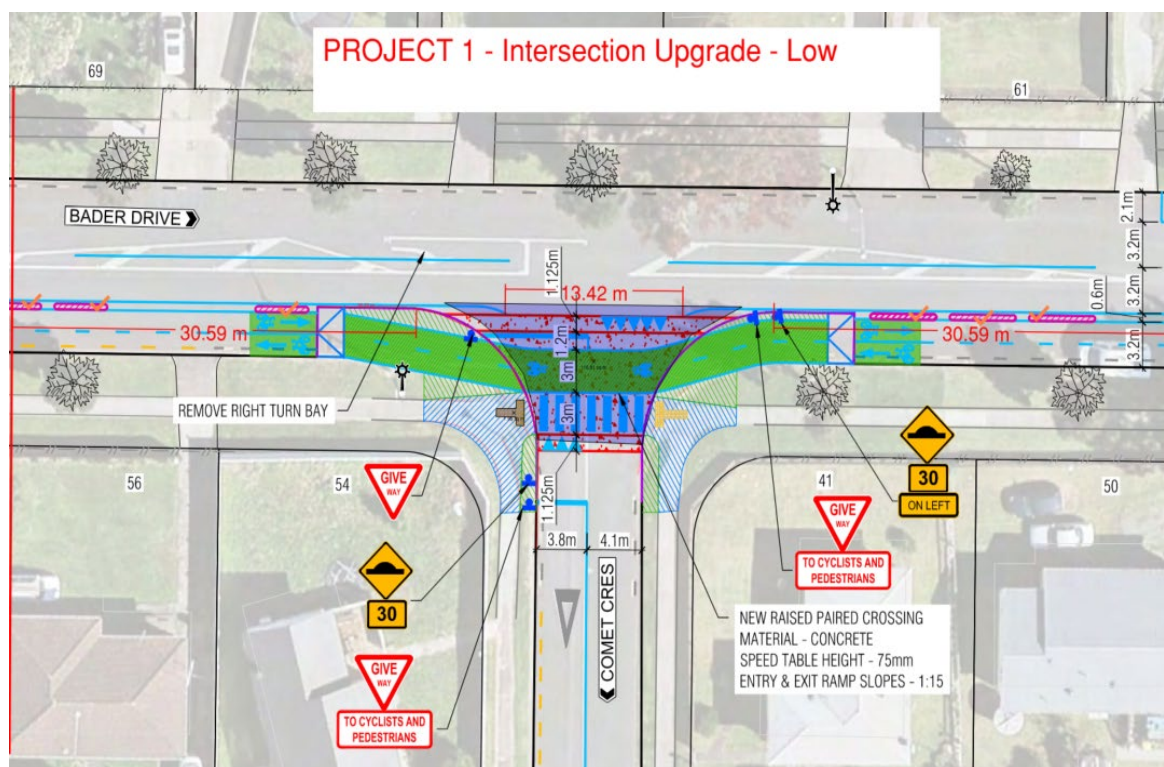 PROJECT 1 - Intersection Upgrade - Low
69
61
BADER DRIVE
2.1m
3.2m
3.2m
0.6m
3.2m
1.125m
13.42 m
30.59 m
30.59 m
1.2m
3m
3m
REMOVE RIGHT TURN BAY
56
54
41
50
GIVE
WAY
30
ON LEFT
GIVE
WAY
TO CYCLISTS AND
PEDESTRIANS
1.125m
3.8m
4.1m
30
COMET CRES
NEW RAISED PAIRED CROSSING
MATERIAL - CONCRETE
SPEED TABLE HEIGHT - 75mm
ENTRY & EXIT RAMP SLOPES - 1:15
GIVE
WAY
TO CYCLISTS AND
PEDESTRIANS